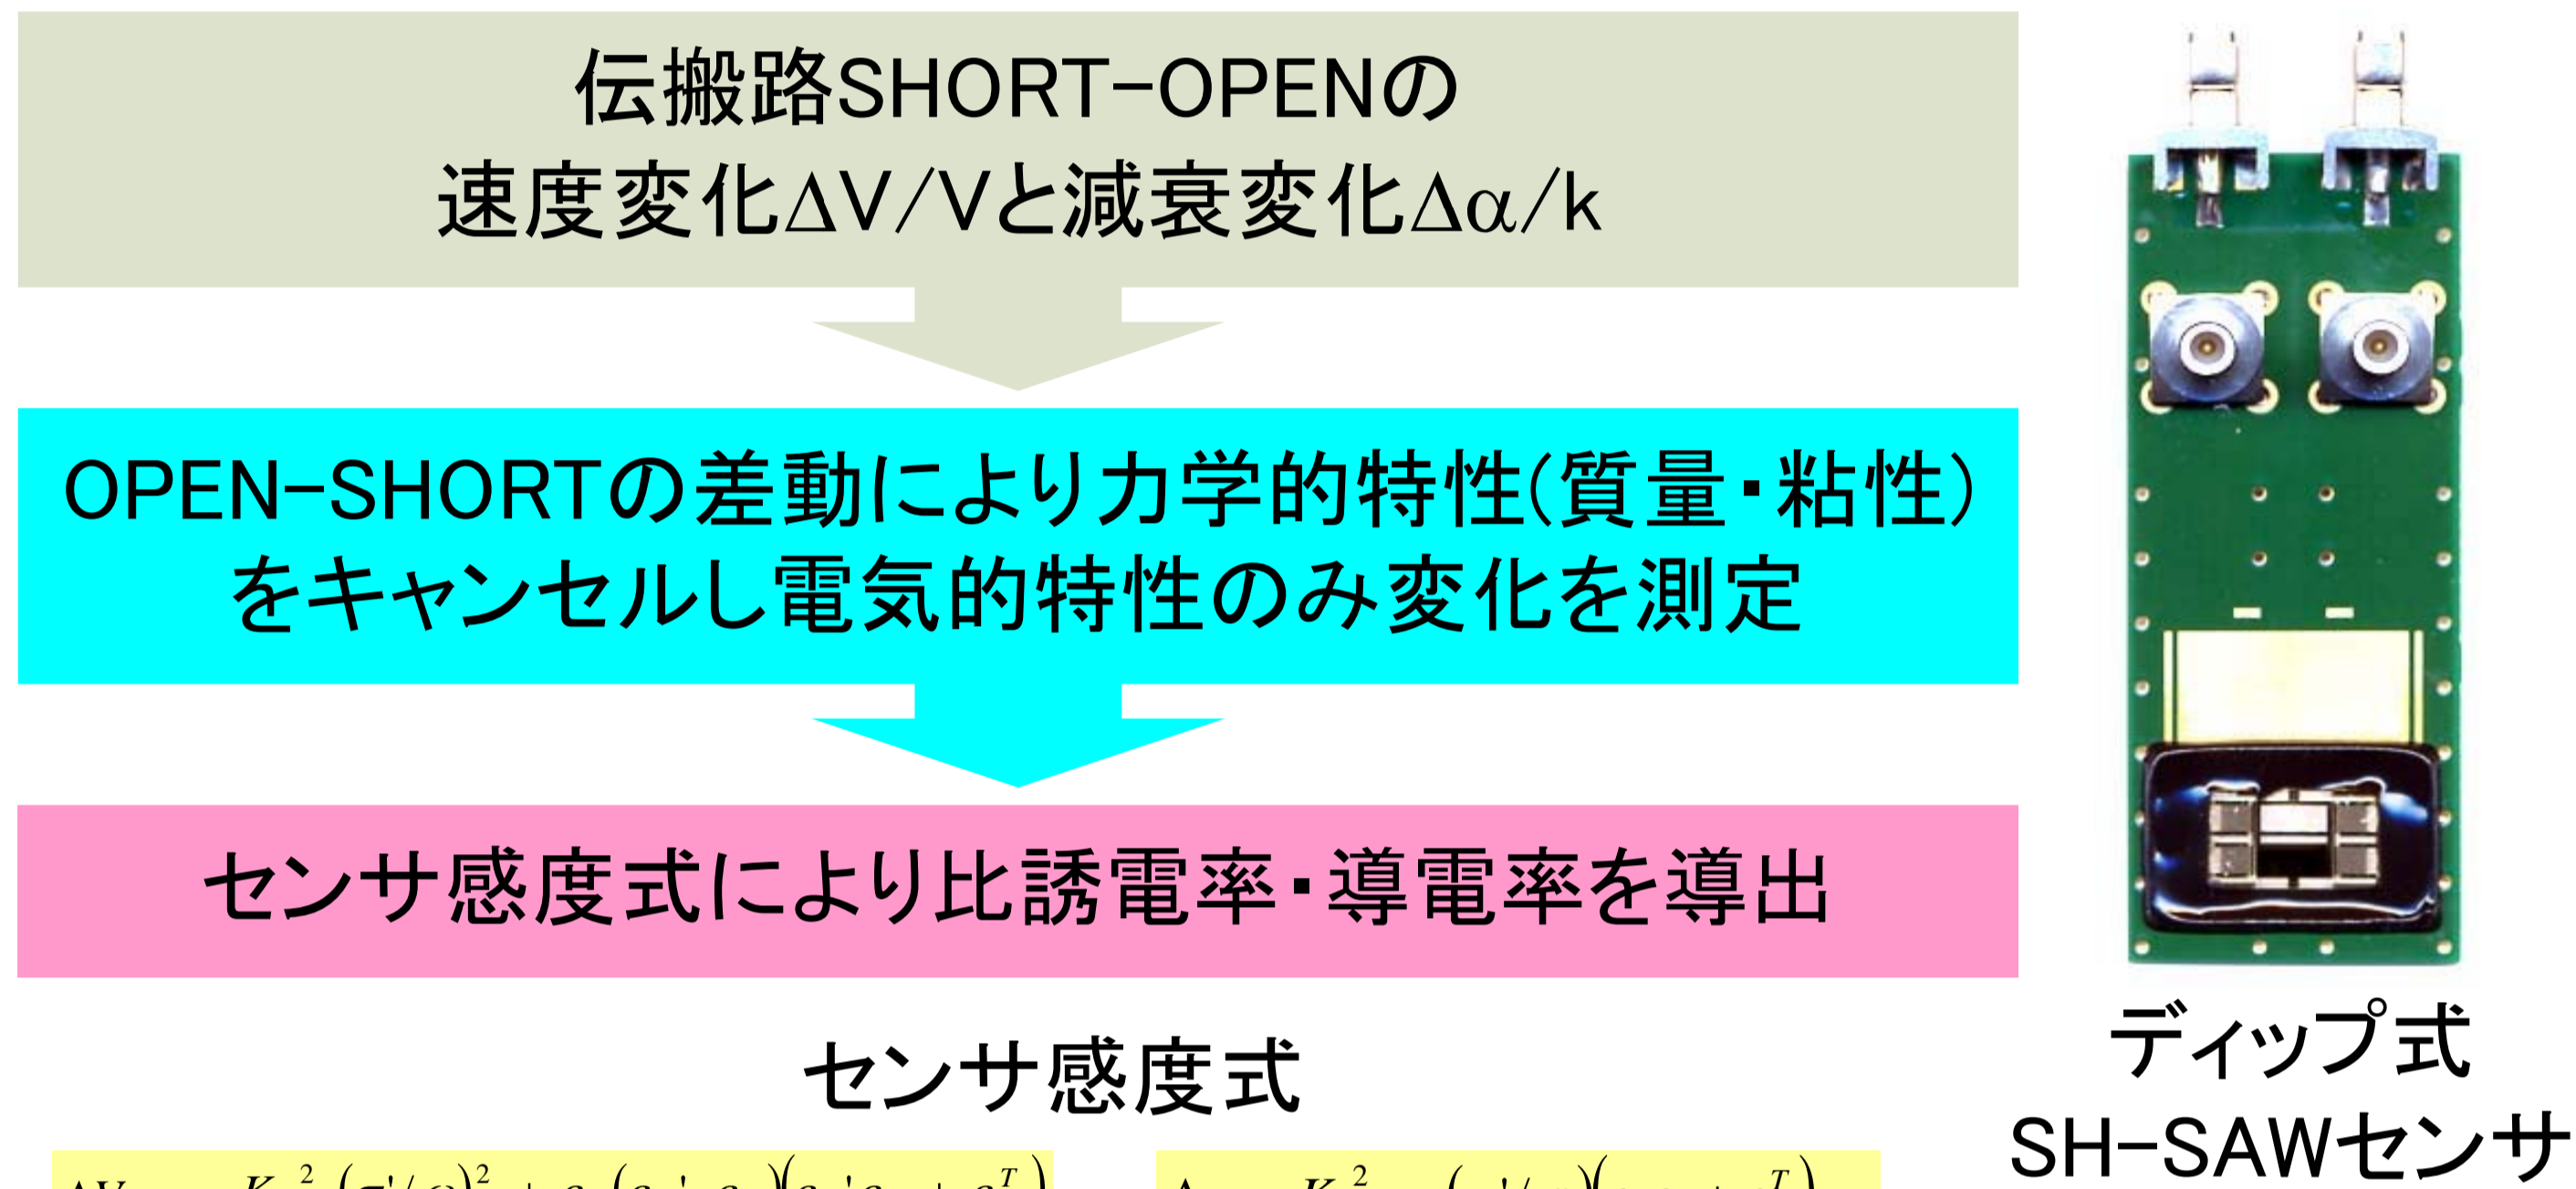 伝搬路SHORT-OPENの
速度変化ΔV/Vと減衰変化Δα/k
OPEN-SHORTの差動により力学的特性(質量・粘性)
をキャンセルし電気的特性のみ変化を測定
センサ感度式により比誘電率・導電率を導出
センサ感度式
ディップ式
SH-SAWセンサ